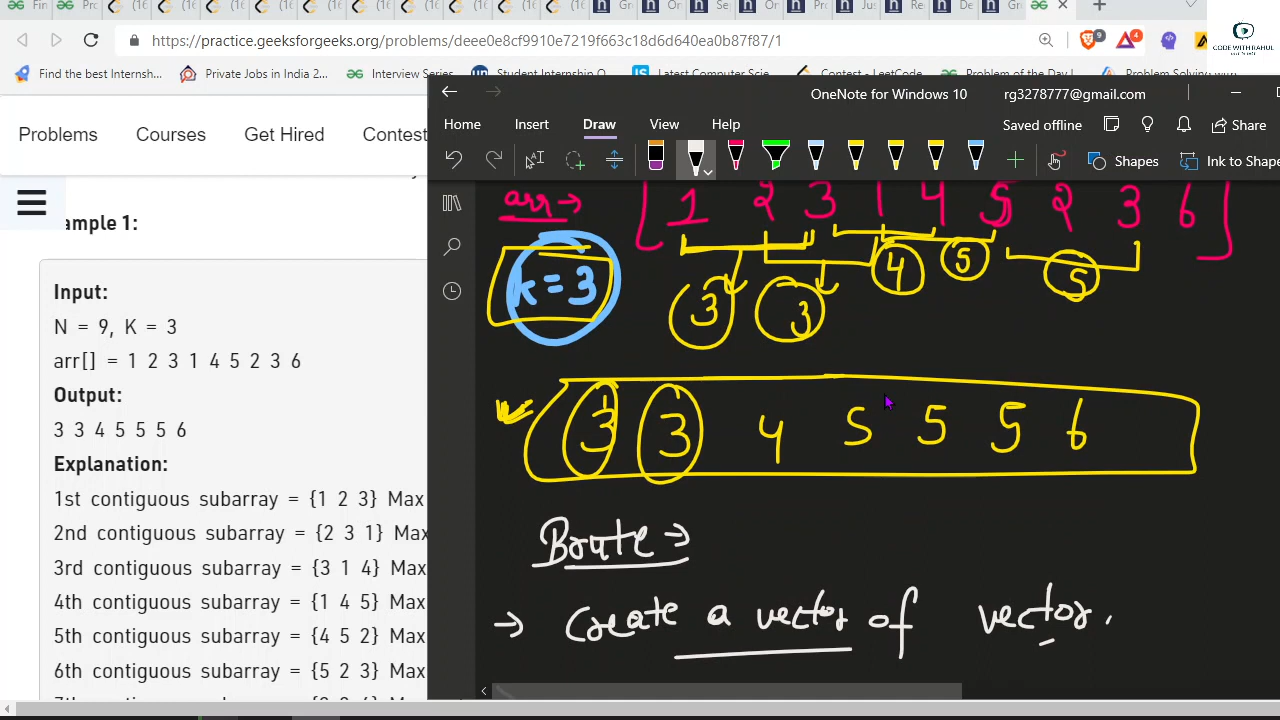 https://practice.geeksforgeeks.org/problems/deee0e8cf9910e7219f663c18d6d640ea0b87f87/1
9
4
CODE WITH RAHUL
Find the best Internsh...
Private Jobs in India 2...
Interview Series
Student Internship O
Latest Computer Scie
Contest - LeetCode
Problem of the Day |
Problem Solving with
OneNote for Windows 10
rg3278777@gmail.com
Problems
Courses
Get Hired
Contest
Home
Insert
Draw
View
Help
Saved offline
Share
Shapes
Ink to Shape
ample 1:
Input:
N = 9, K = 3
arr[] = 1 2 3 1 4 5 2 3 6
Output:
3 3 4 5 5 5 6
Explanation:
1st contiguous subarray = {1 2 3} Max
2nd contiguous subarray = {2 3 1} Max
3rd contiguous subarray = {3 1 4} Max
4th contiguous subarray = {1 4 5} Max
5th contiguous subarray = {4 5 2} Max
6th contiguous subarray = {5 2 3} Max
arr → [1 2 3 1 4 5 2 3 6]
k = 3
3 3 4 5 5
3 3 4 5 5 5 6
Brute →
→ Create a vector of vector.